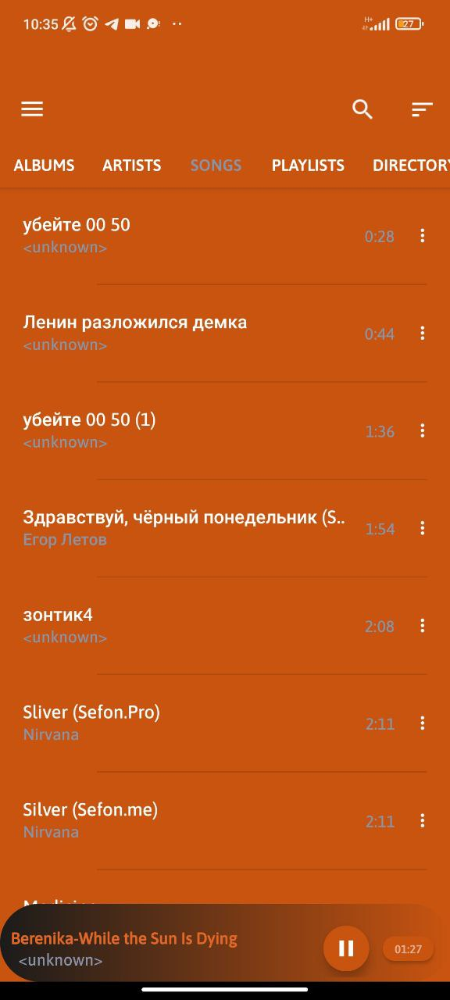 10:35
H+
27
ALBUMS ARTISTS SONGS PLAYLISTS DIRECTORY
убейте 00 50
0:28
<unknown>
Ленин разложился демка
0:44
<unknown>
убейте 00 50 (1)
1:36
<unknown>
Здравствуй, чёрный понедельник (S..
1:54
Егор Летов
зонтик4
2:08
<unknown>
Sliver (Sefon.Pro)
2:11
Nirvana
Silver (Sefon.me)
2:11
Nirvana
Berenika-While the Sun Is Dying
<unknown>
01:27